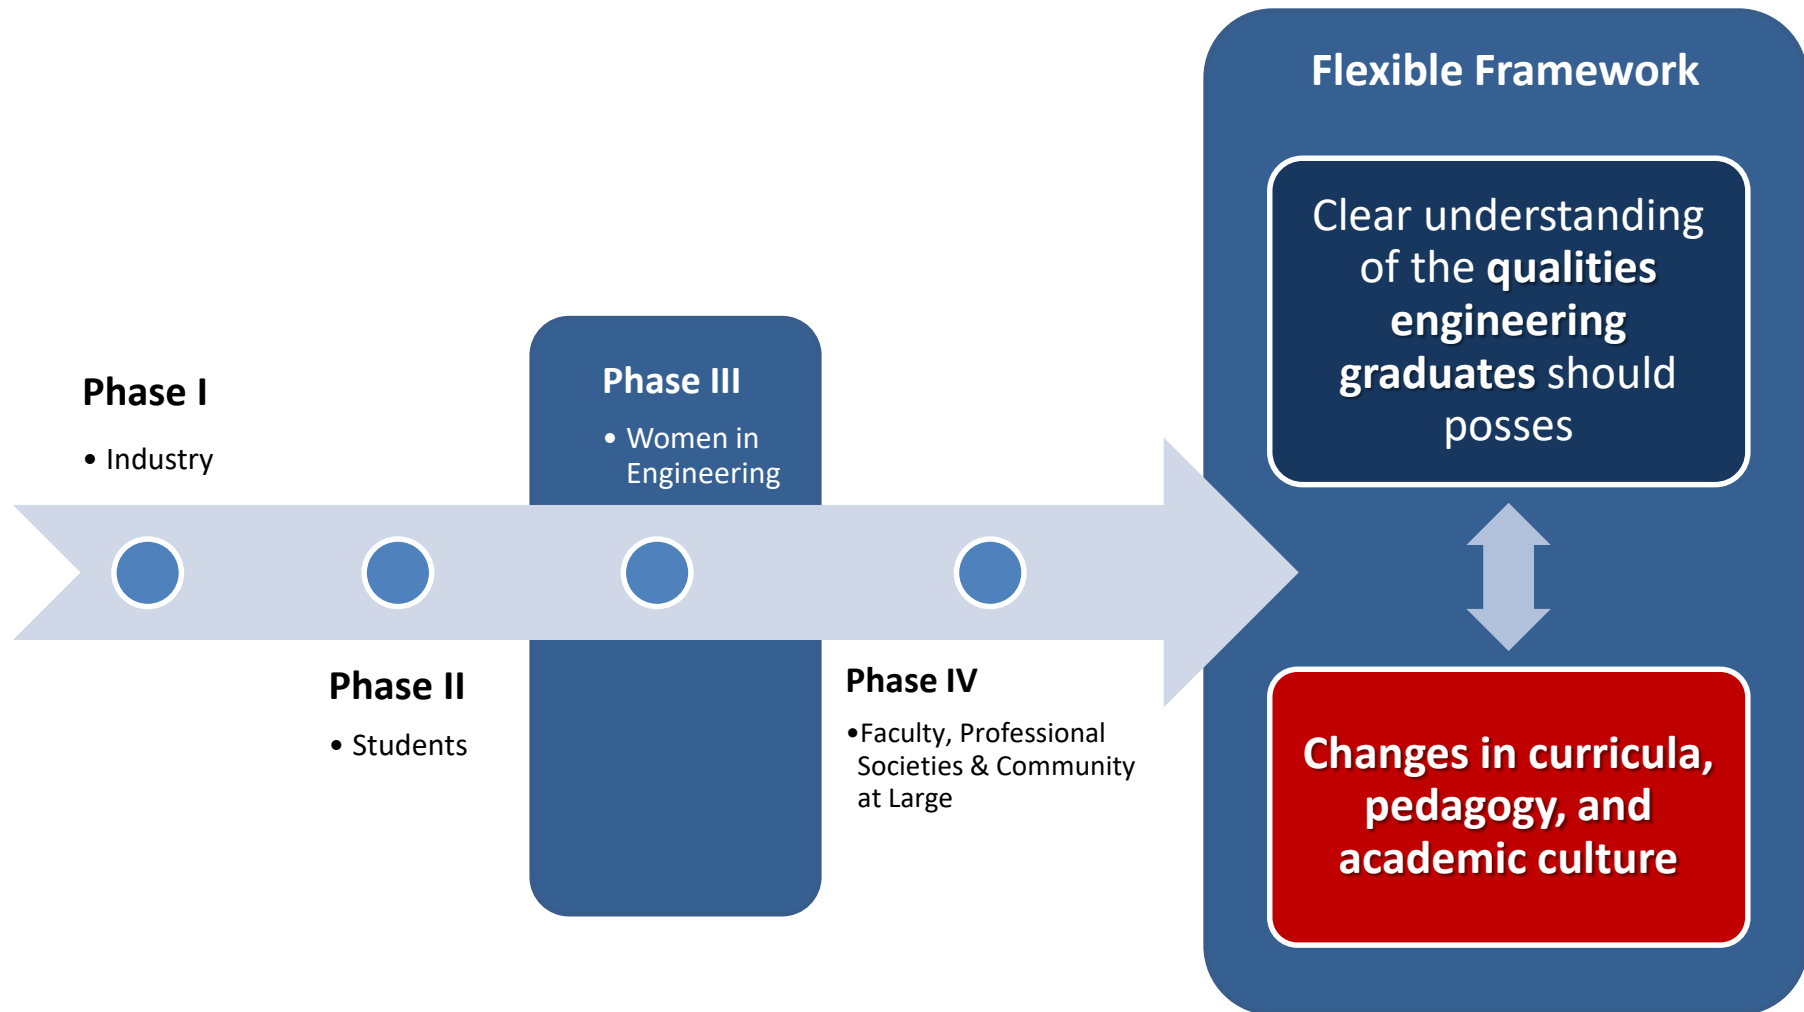 Phase I
• Industry
Phase II
• Students
Phase III
• Women in
Engineering
Phase IV
•Faculty, Professional
Societies & Community
at Large
Flexible Framework
Clear understanding
of the qualities
engineering
graduates should
posses
Changes in curricula,
pedagogy, and
academic culture